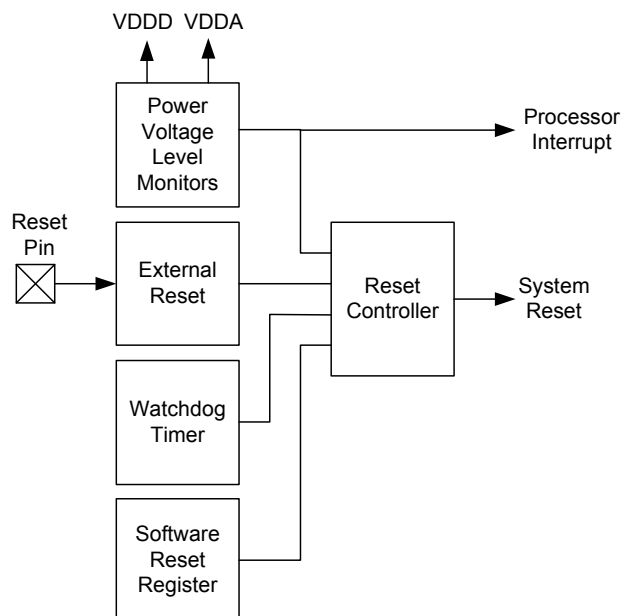 VDDD VDDA
Power
Voltage
Level
Monitors
Processor
Interrupt
Reset
Pin
External
Reset
Reset
Controller
System
Reset
Watchdog
Timer
Software
Reset
Register